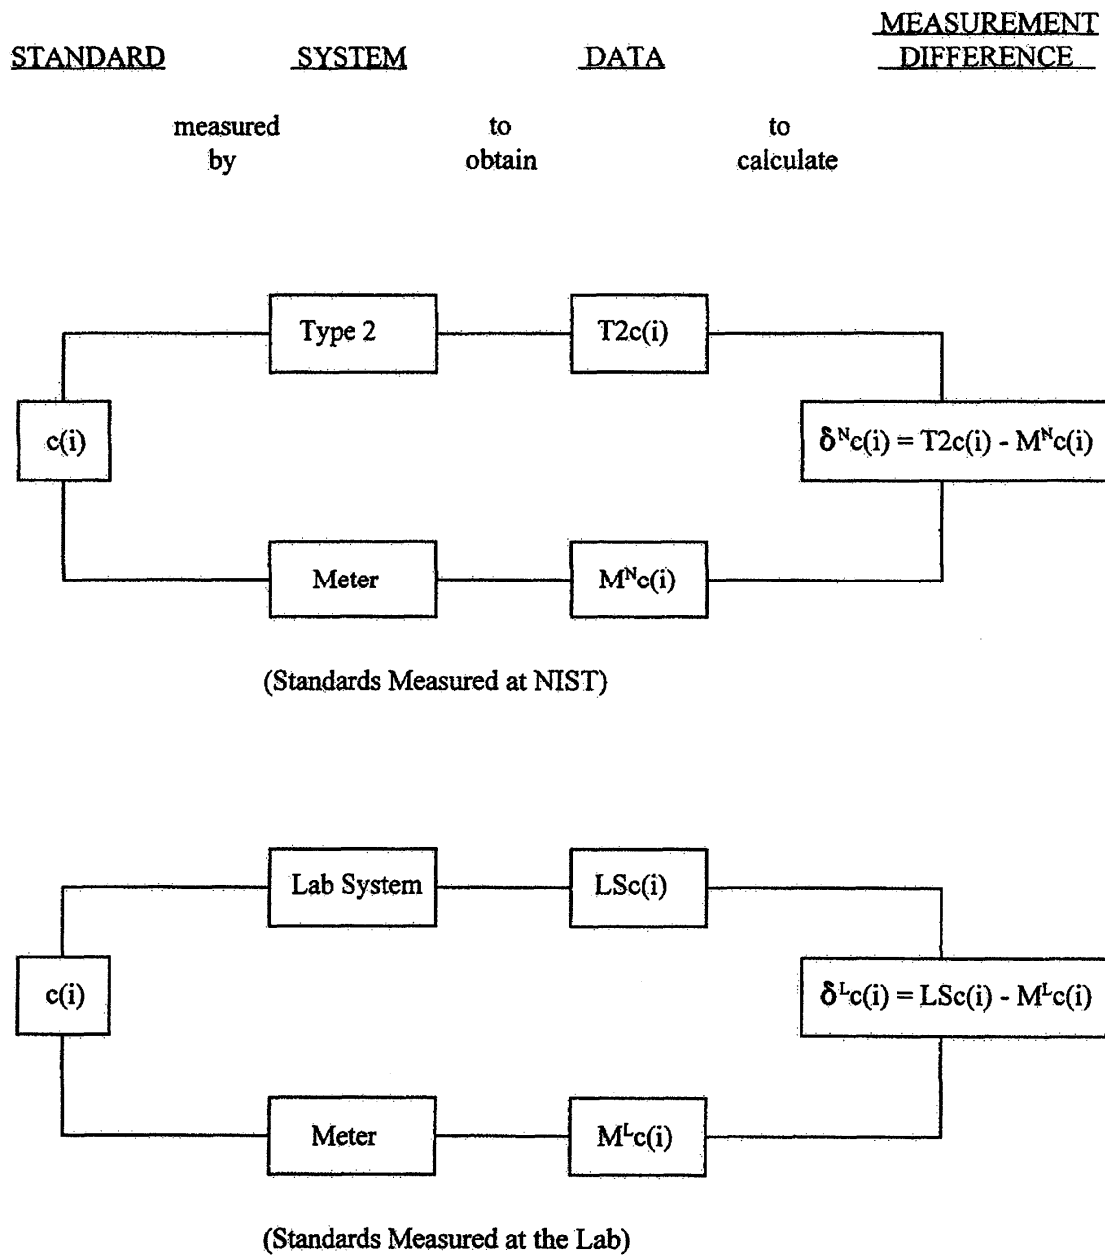 MEASUREMENT
STANDARD SYSTEM DATA DIFFERENCE
measured to to
by obtain calculate
Type 2 T2c(i)
c(i) δᴺc(i) = T2c(i) - Mᴺc(i)
Meter Mᴺc(i)
(Standards Measured at NIST)
Lab System LSc(i)
c(i) δᴸc(i) = LSc(i) - Mᴸc(i)
Meter Mᴸc(i)
(Standards Measured at the Lab)